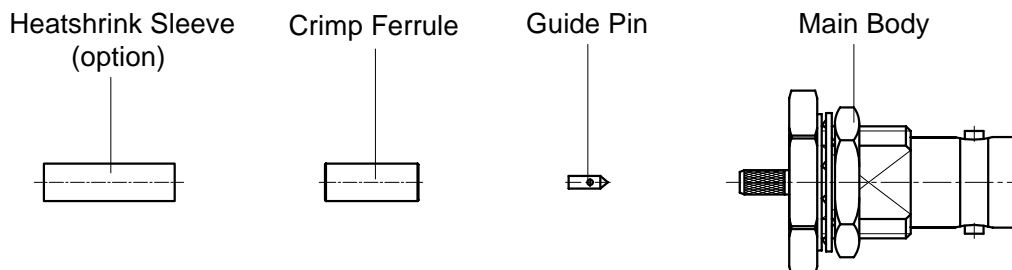 Heatshrink Sleeve
(option)
Crimp Ferrule
Guide Pin
Main Body